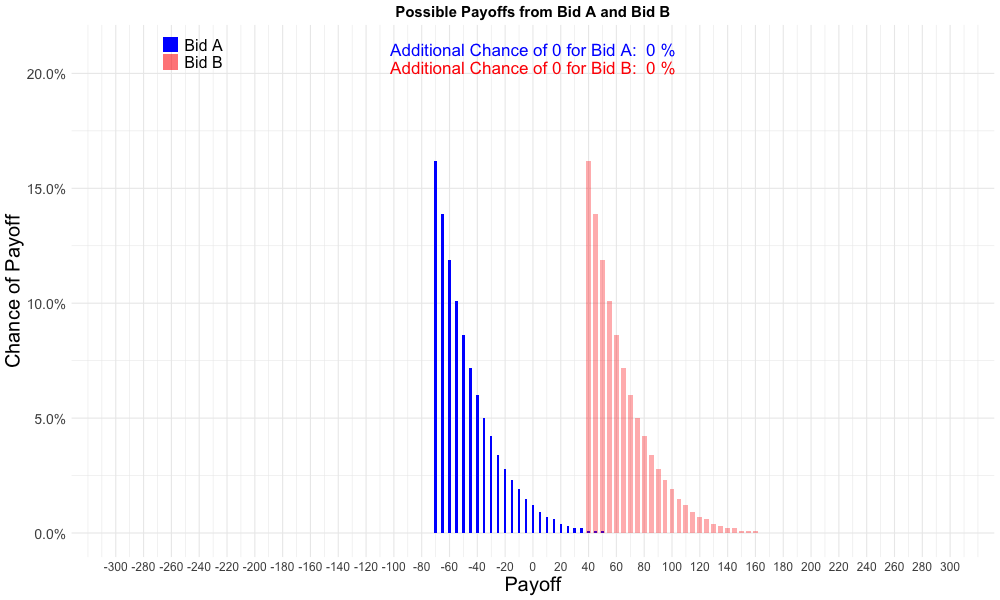 Possible Payoffs from Bid A and Bid B
Bid A
Bid B
Additional Chance of 0 for Bid A:  0 %
Additional Chance of 0 for Bid B:  0 %
Chance of Payoff
20.0%
15.0%
10.0%
5.0%
0.0%
-300 -280 -260 -240 -220 -200 -180 -160 -140 -120 -100 -80 -60 -40 -20 0 20 40 60 80 100 120 140 160 180 200 220 240 260 280 300
Payoff